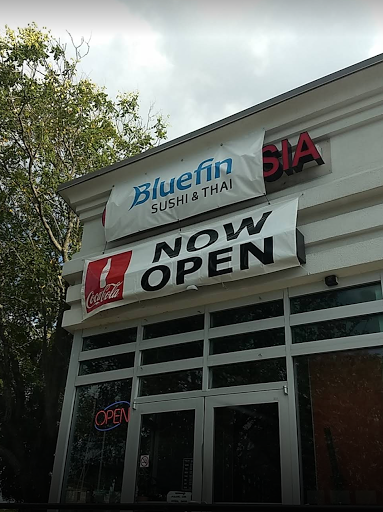 Bluefin
SUSHI & THAI
SIA
NOW
OPEN
Coca-Cola
OPEN